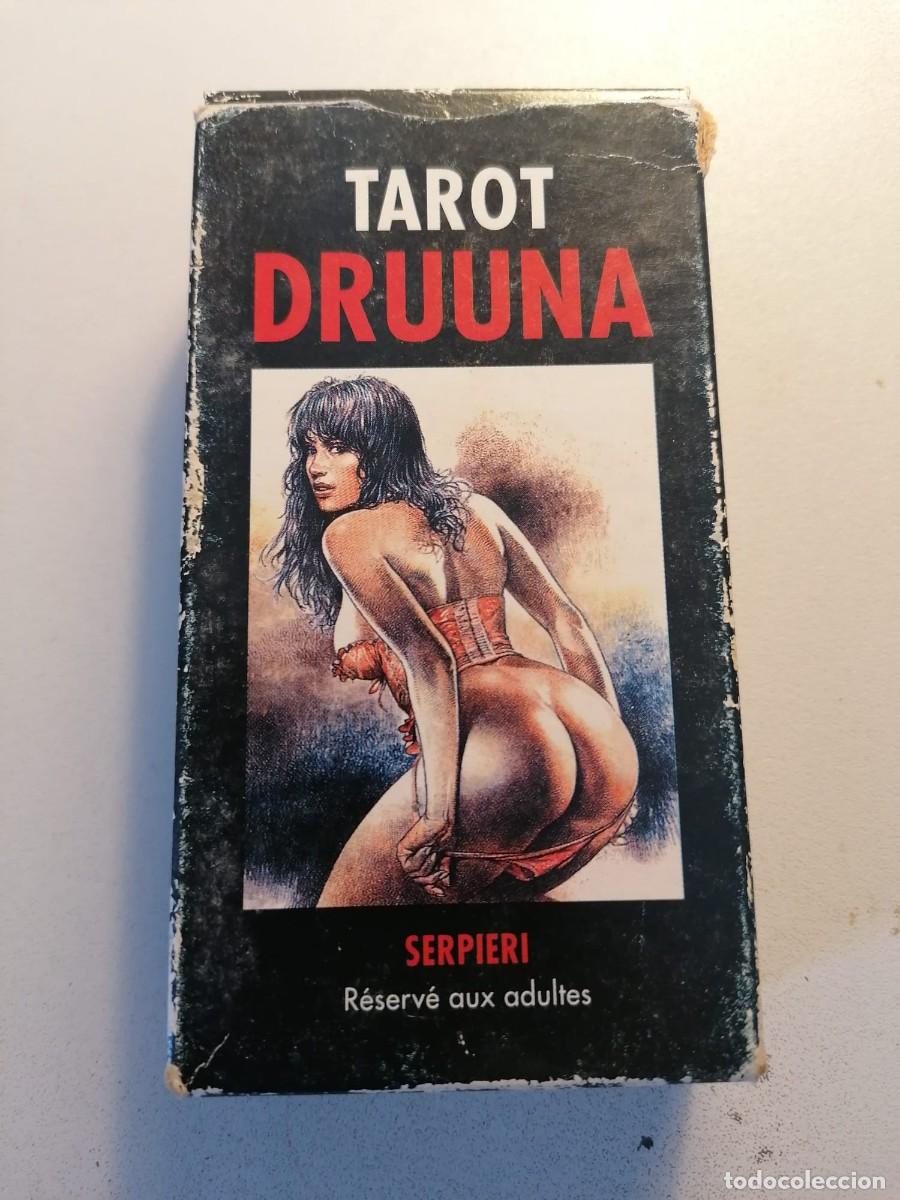 TAROT
DRUUNA
SERPIERI
Réservé aux adultes
todocoleccion